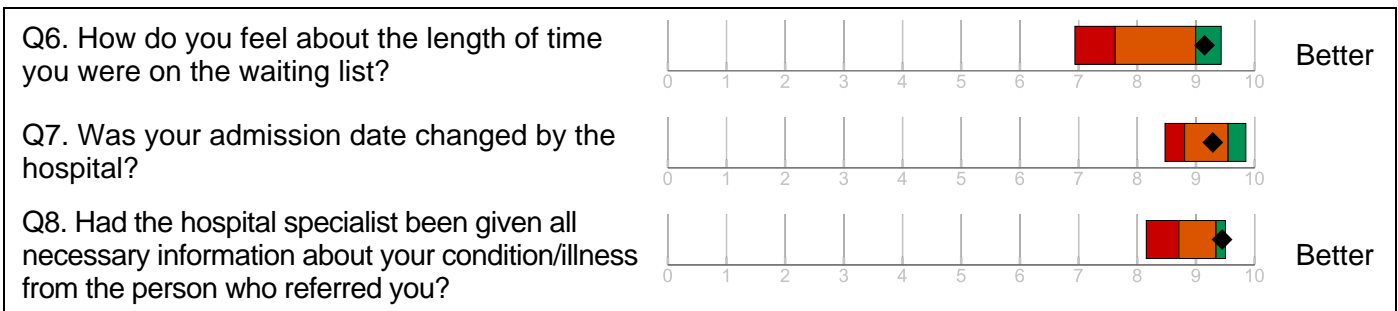 Q6. How do you feel about the length of time
you were on the waiting list?
Better
0 1 2 3 4 5 6 7 8 9 10
Q7. Was your admission date changed by the
hospital?
0 1 2 3 4 5 6 7 8 9 10
Q8. Had the hospital specialist been given all
necessary information about your condition/illness
from the person who referred you?
Better
0 1 2 3 4 5 6 7 8 9 10